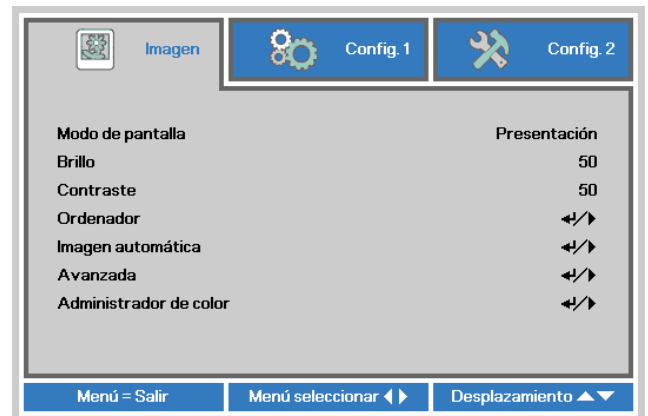 Imagen Config. 1 Config. 2
Modo de pantalla Presentación
Brillo 50
Contraste 50
Ordenador ↵/▶
Imagen automática ↵/▶
Avanzada ↵/▶
Administrador de color ↵/▶
Menú = Salir Menú seleccionar ◀▶ Desplazamiento ▲▼